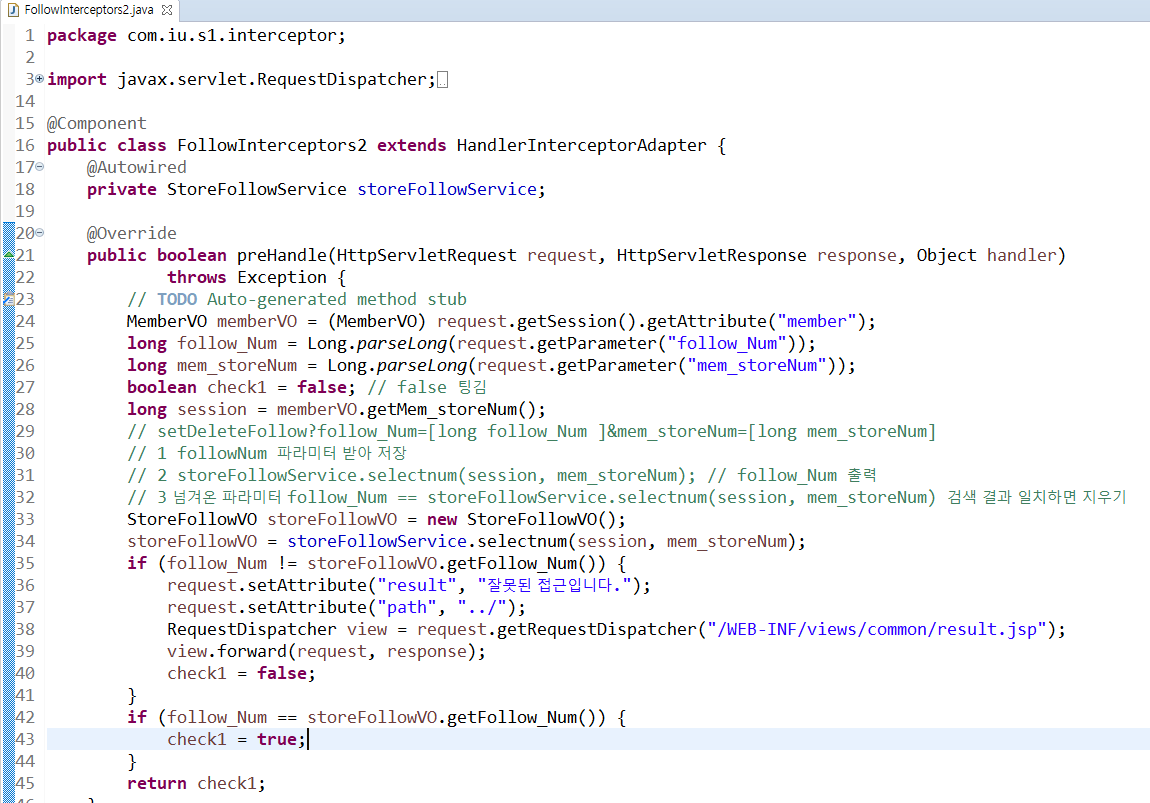 FollowInterceptors2.java
1 package com.iu.s1.interceptor;
2
3 import javax.servlet.RequestDispatcher;
14
15 @Component
16 public class FollowInterceptors2 extends HandlerInterceptorAdapter {
17 @Autowired
18 private StoreFollowService storeFollowService;
19
20 @Override
21 public boolean preHandle(HttpServletRequest request, HttpServletResponse response, Object handler)
22 throws Exception {
23 // TODO Auto-generated method stub
24 MemberVO memberVO = (MemberVO) request.getSession().getAttribute("member");
25 long follow_Num = Long.parseLong(request.getParameter("follow_Num"));
26 long mem_storeNum = Long.parseLong(request.getParameter("mem_storeNum"));
27 boolean check1 = false; // false 팅김
28 long session = memberVO.getMem_storeNum();
29 // setDeleteFollow?follow_Num=[long follow_Num ]&mem_storeNum=[long mem_storeNum]
30 // 1 followNum 파라미터 받아 저장
31 // 2 storeFollowService.selectnum(session, mem_storeNum); // follow_Num 출력
32 // 3 넘겨온 파라미터 follow_Num == storeFollowService.selectnum(session, mem_storeNum) 검색 결과 일치하면 지우기
33 StoreFollowVO storeFollowVO = new StoreFollowVO();
34 storeFollowVO = storeFollowService.selectnum(session, mem_storeNum);
35 if (follow_Num != storeFollowVO.getFollow_Num()) {
36 request.setAttribute("result", "잘못된 접근입니다.");
37 request.setAttribute("path", "../");
38 RequestDispatcher view = request.getRequestDispatcher("/WEB-INF/views/common/result.jsp");
39 view.forward(request, response);
40 check1 = false;
41 }
42 if (follow_Num == storeFollowVO.getFollow_Num()) {
43 check1 = true;
44 }
45 return check1;